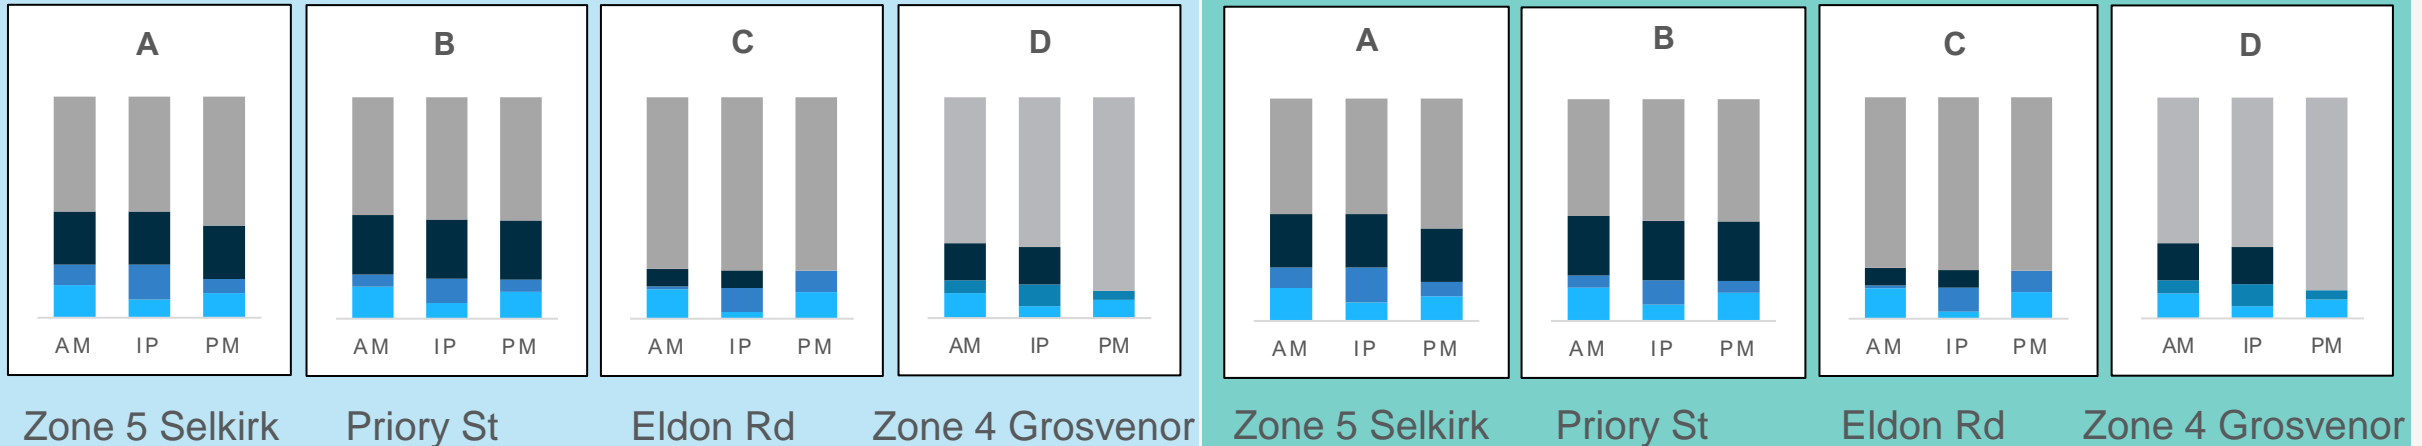 A
AM IP PM
Zone 5 Selkirk
B
AM IP PM
Priory St
C
AM IP PM
Eldon Rd
D
AM IP PM
Zone 4 Grosvenor
A
AM IP PM
Zone 5 Selkirk
B
AM IP PM
Priory St
C
AM IP PM
Eldon Rd
D
AM IP PM
Zone 4 Grosvenor